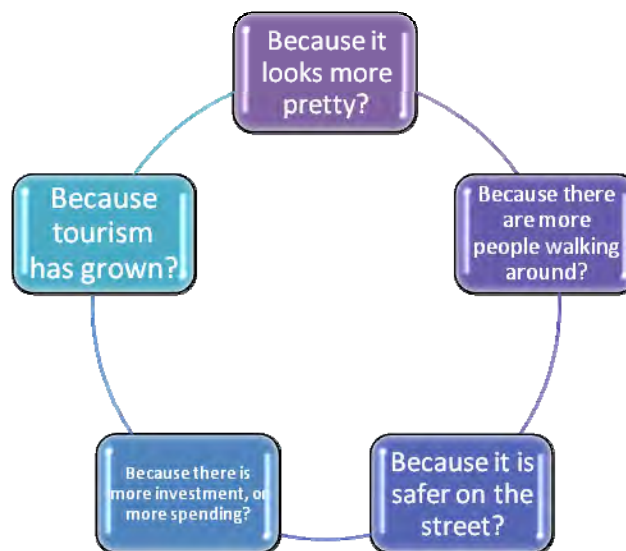 Because it
looks more
pretty?
Because there
are more
people walking
around?
Because it is
safer on the
street?
Because there is
more investment, or
more spending?
Because
tourism
has grown?